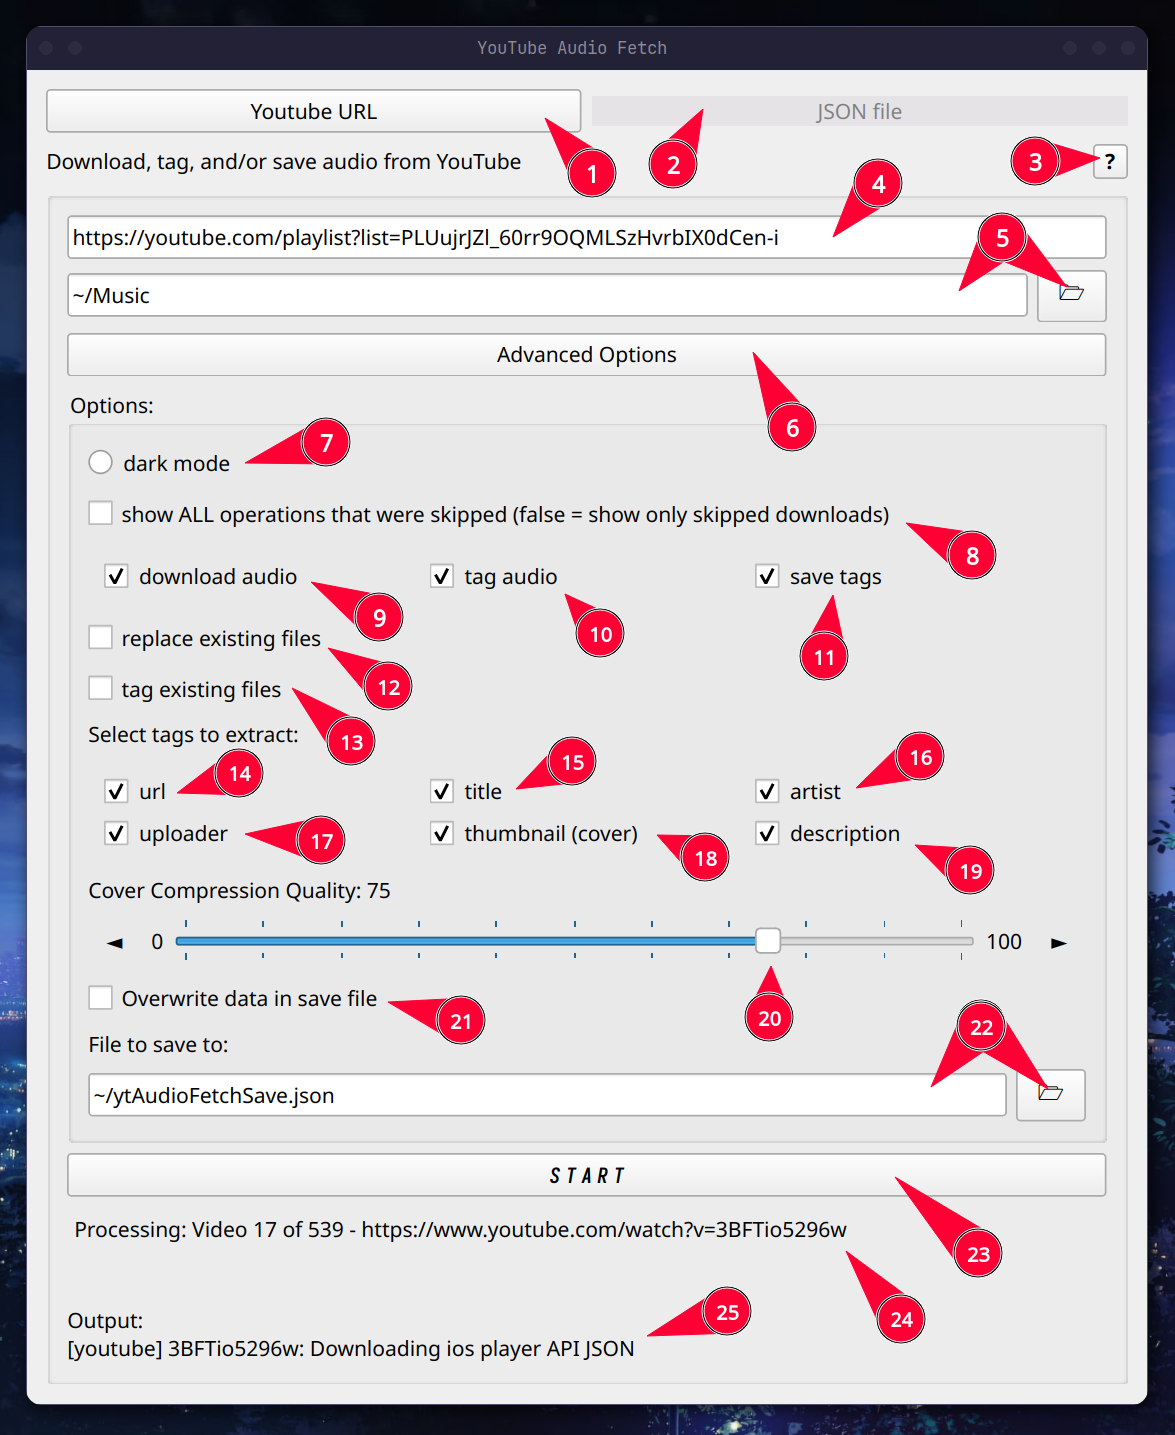 YouTube Audio Fetch
Youtube URL
JSON file
1
2
Download, tag, and/or save audio from YouTube
3
?
4
https://youtube.com/playlist?list=PLUujrJZl_60rr9OQMLSzHvrbIX0dCen-i
5
~/Music
Advanced Options
Options:
6
7
dark mode
show ALL operations that were skipped (false = show only skipped downloads)
8
download audio
tag audio
save tags
9
10
11
replace existing files
12
tag existing files
13
Select tags to extract:
14
15
16
url
title
artist
uploader
17
thumbnail (cover)
18
description
19
Cover Compression Quality: 75
◄ 0
100 ►
20
Overwrite data in save file
21
22
File to save to:
~/ytAudioFetchSave.json
START
23
Processing: Video 17 of 539 - https://www.youtube.com/watch?v=3BFTio5296w
24
25
Output:
[youtube] 3BFTio5296w: Downloading ios player API JSON